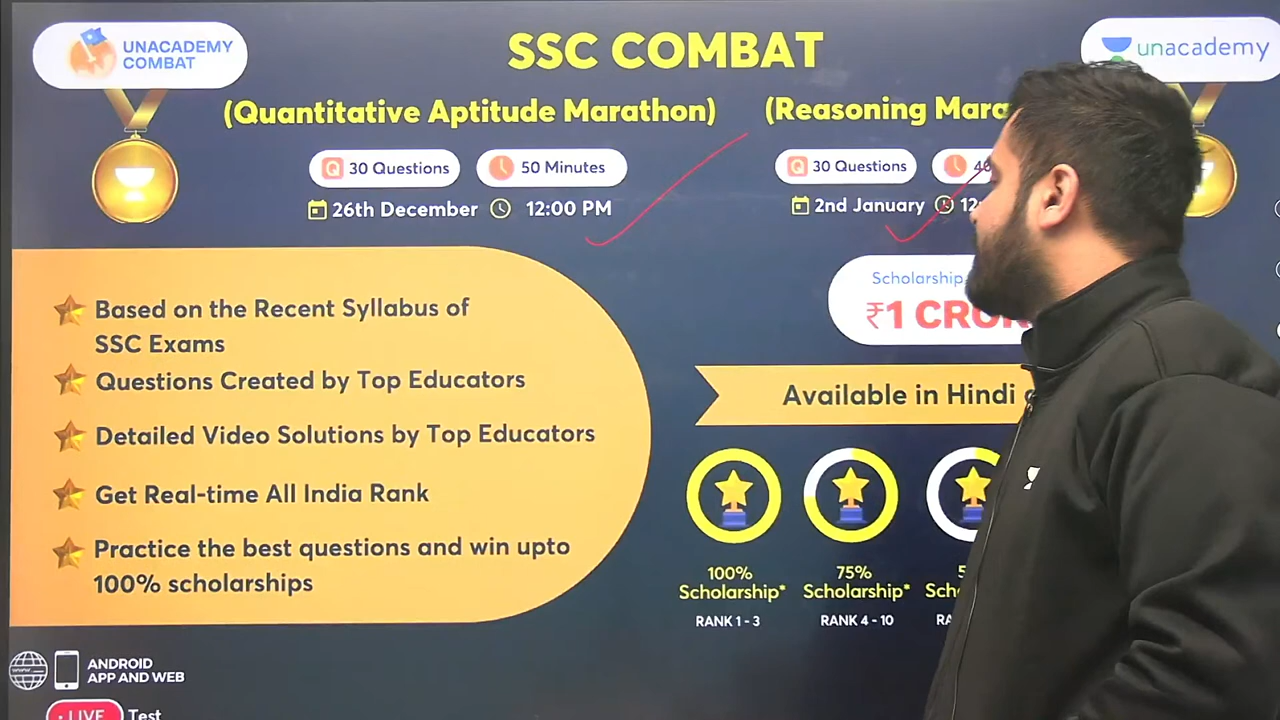 UNACADEMY
COMBAT
SSC COMBAT
unacademy
(Quantitative Aptitude Marathon)
(Reasoning
30 Questions
50 Minutes
26th December
12:00 PM
30 Questions
2nd January
Based on the Recent Syllabus of
SSC Exams
Questions Created by Top Educators
Detailed Video Solutions by Top Educators
Get Real-time All India Rank
Practice the best questions and win upto
100% scholarships
Scholarship
₹1
Available in Hindi
100%
Scholarship*
RANK 1 - 3
75%
Scholarship*
RANK 4 - 10
ANDROID
APP AND WEB
• LIVE
Test